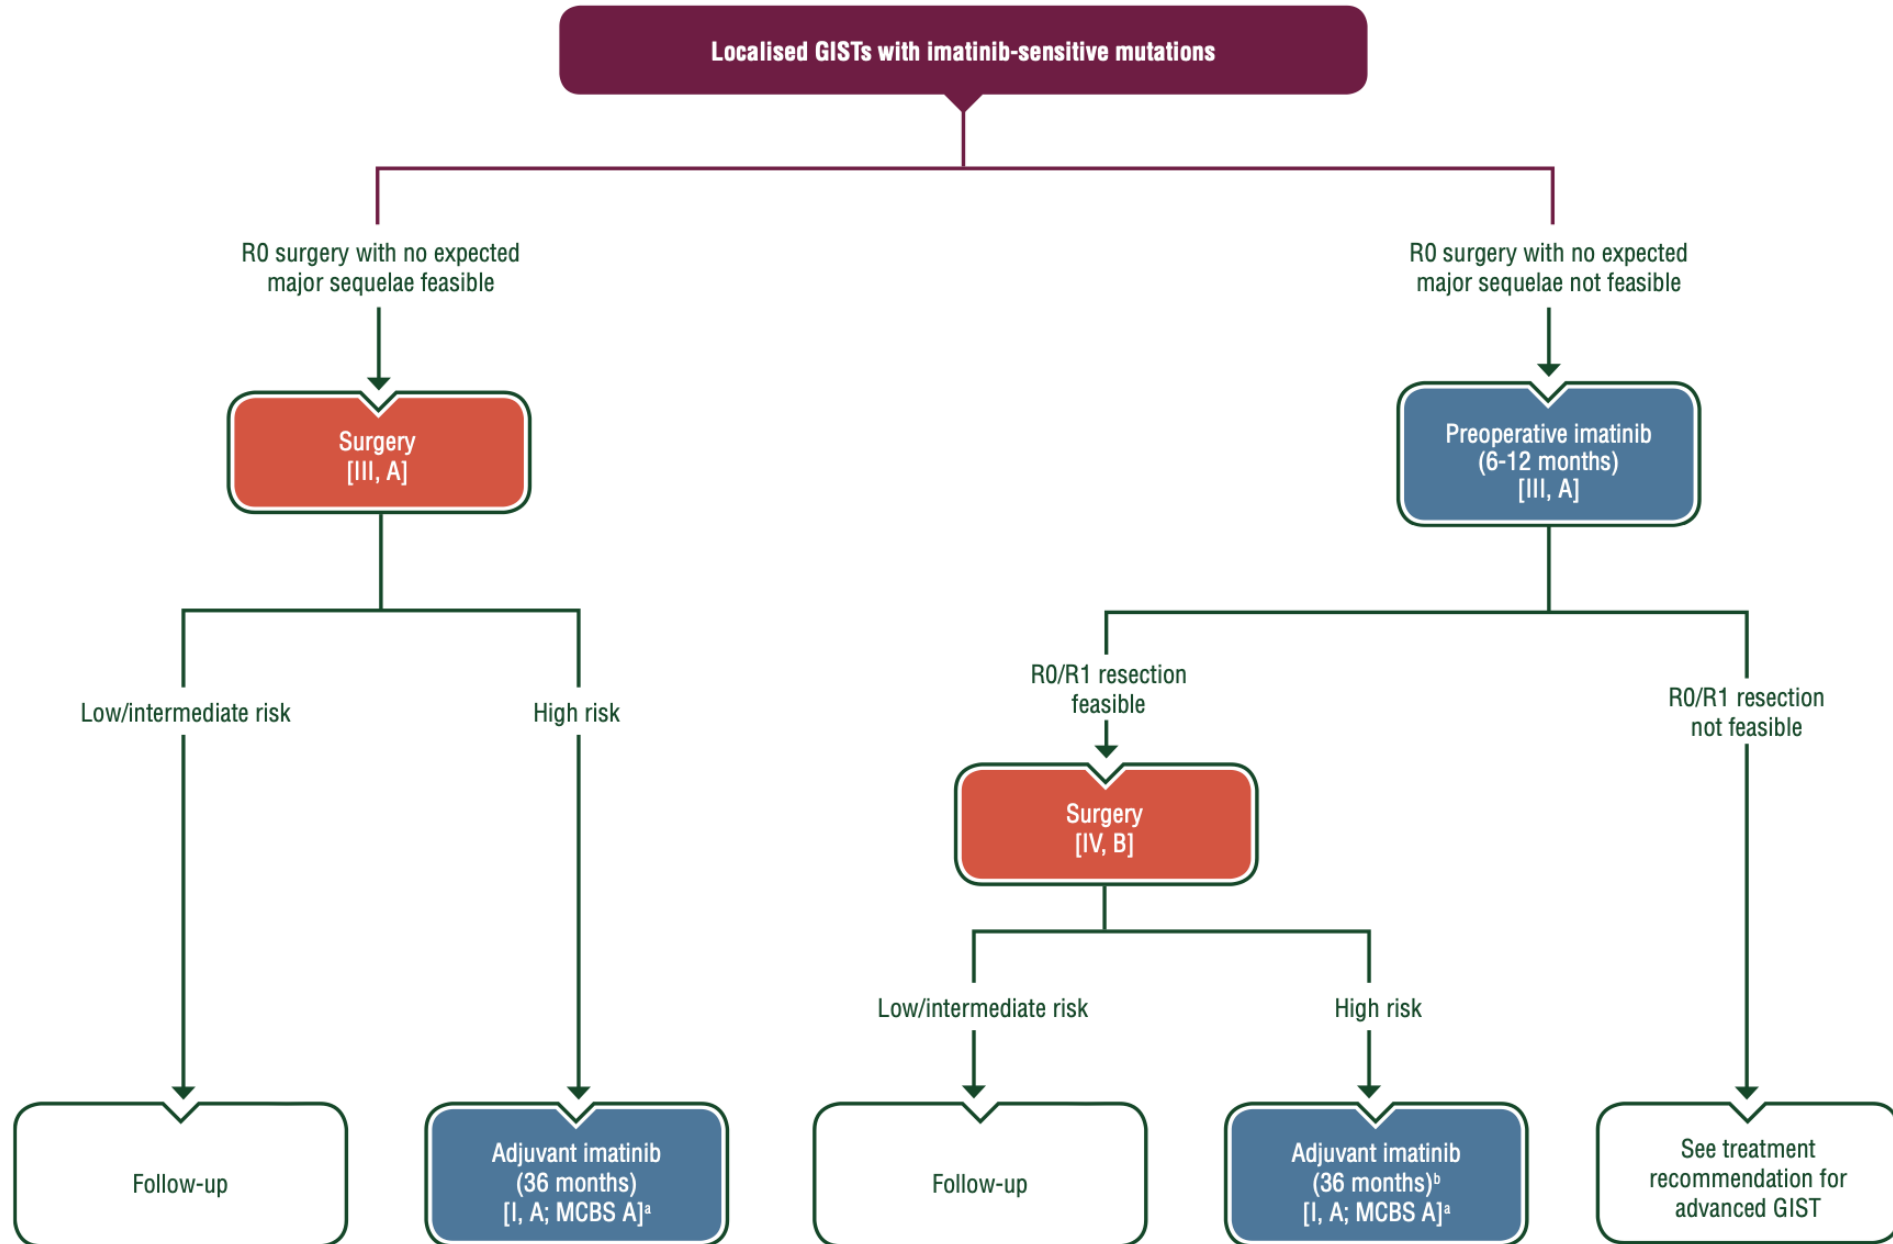 Localised GISTs with imatinib-sensitive mutations
R0 surgery with no expected
major sequelae feasible
R0 surgery with no expected
major sequelae not feasible
Surgery
[III, A]
Preoperative imatinib
(6-12 months)
[III, A]
Low/intermediate risk
High risk
R0/R1 resection
feasible
R0/R1 resection
not feasible
Surgery
[IV, B]
Low/intermediate risk
High risk
Follow-up
Adjuvant imatinib
(36 months)
[I, A; MCBS A]ᵃ
Follow-up
Adjuvant imatinib
(36 months)ᵇ
[I, A; MCBS A]ᵃ
See treatment
recommendation for
advanced GIST